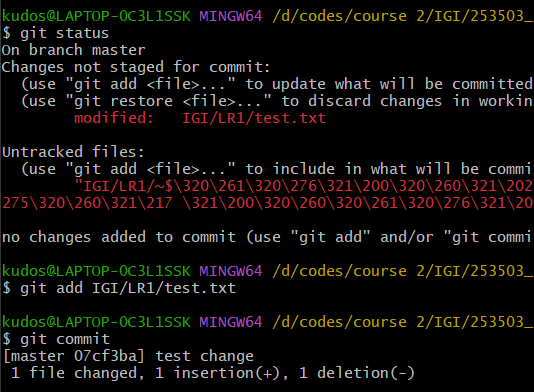 kudos@LAPTOP-0C3L1SSK MINGW64 /d/codes/course 2/IGI/253503_
$ git status
On branch master
Changes not staged for commit:
  (use "git add <file>..." to update what will be committed
  (use "git restore <file>..." to discard changes in workin
        modified:   IGI/LR1/test.txt

Untracked files:
  (use "git add <file>..." to include in what will be commi
        "IGI/LR1/~$\320\261\320\276\321\200\320\260\321\202
275\320\260\321\217 \321\200\320\260\320\261\320\276\321\20

no changes added to commit (use "git add" and/or "git commi

kudos@LAPTOP-0C3L1SSK MINGW64 /d/codes/course 2/IGI/253503_
$ git add IGI/LR1/test.txt

kudos@LAPTOP-0C3L1SSK MINGW64 /d/codes/course 2/IGI/253503_
$ git commit
[master 07cf3ba] test change
 1 file changed, 1 insertion(+), 1 deletion(-)